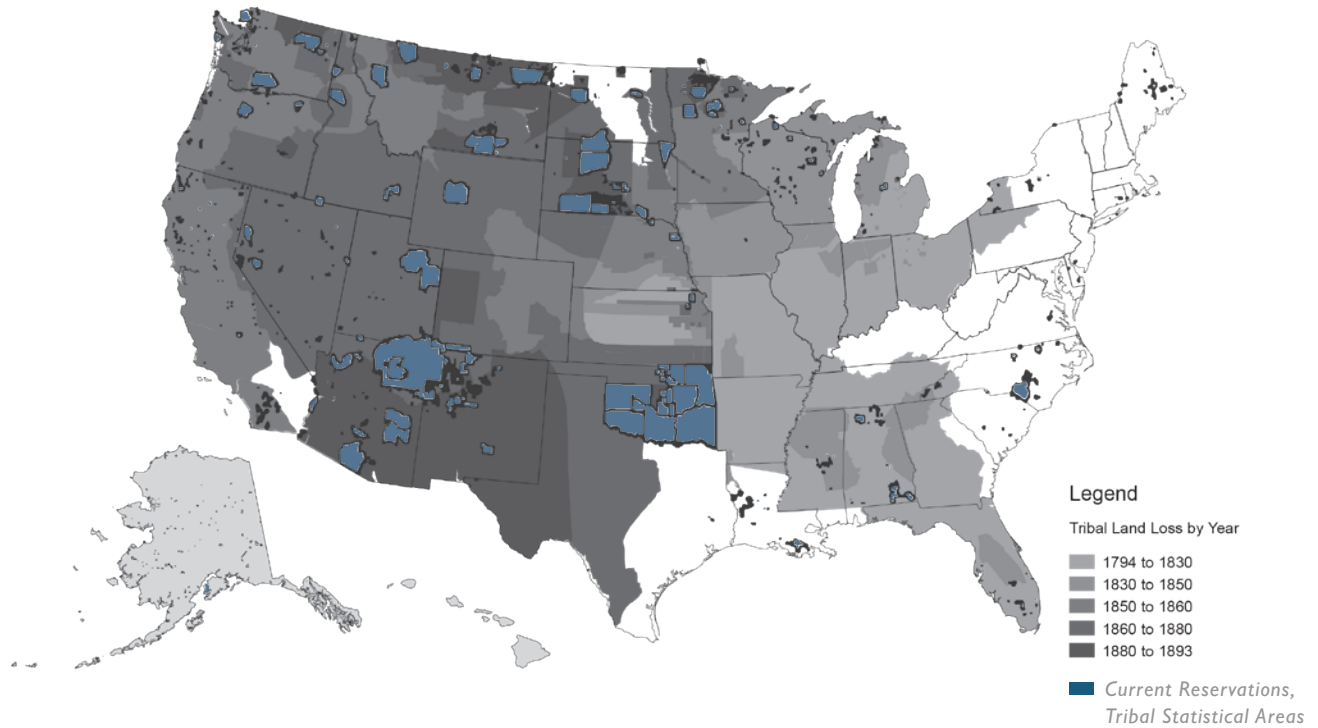 Legend
Tribal Land Loss by Year
1794 to 1830
1830 to 1850
1850 to 1860
1860 to 1880
1880 to 1893
Current Reservations,
Tribal Statistical Areas